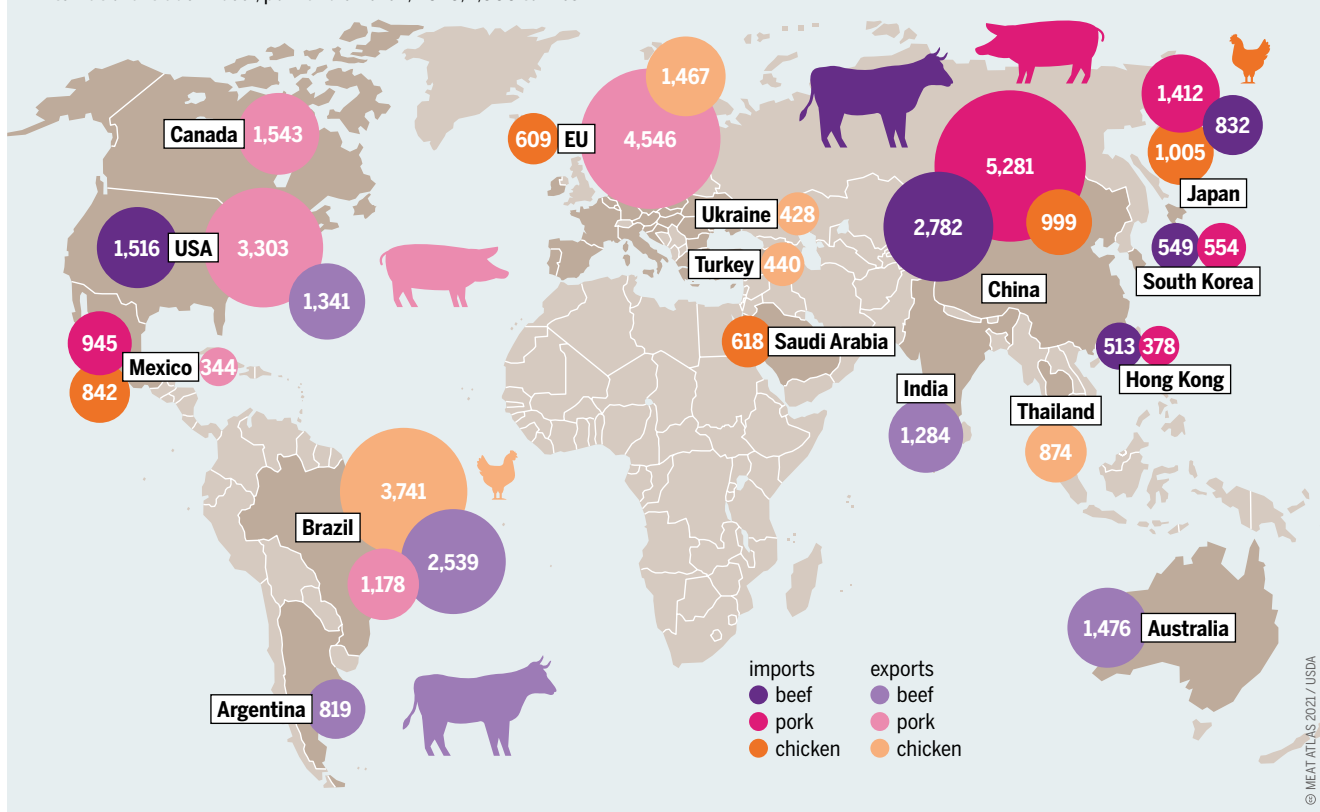 1,467
1,412
Canada
1,543
609
EU
4,546
832
1,005
5,281
Japan
Ukraine
428
2,782
999
1,516
USA
3,303
549
554
Turkey
440
South Korea
China
1,341
945
618
Saudi Arabia
513
378
Mexico
344
Hong Kong
842
India
Thailand
1,284
874
3,741
Brazil
2,539
1,178
1,476
Australia
imports
exports
beef
beef
pork
pork
chicken
chicken
Argentina
819
MEAT ATLAS 2021 / USDA